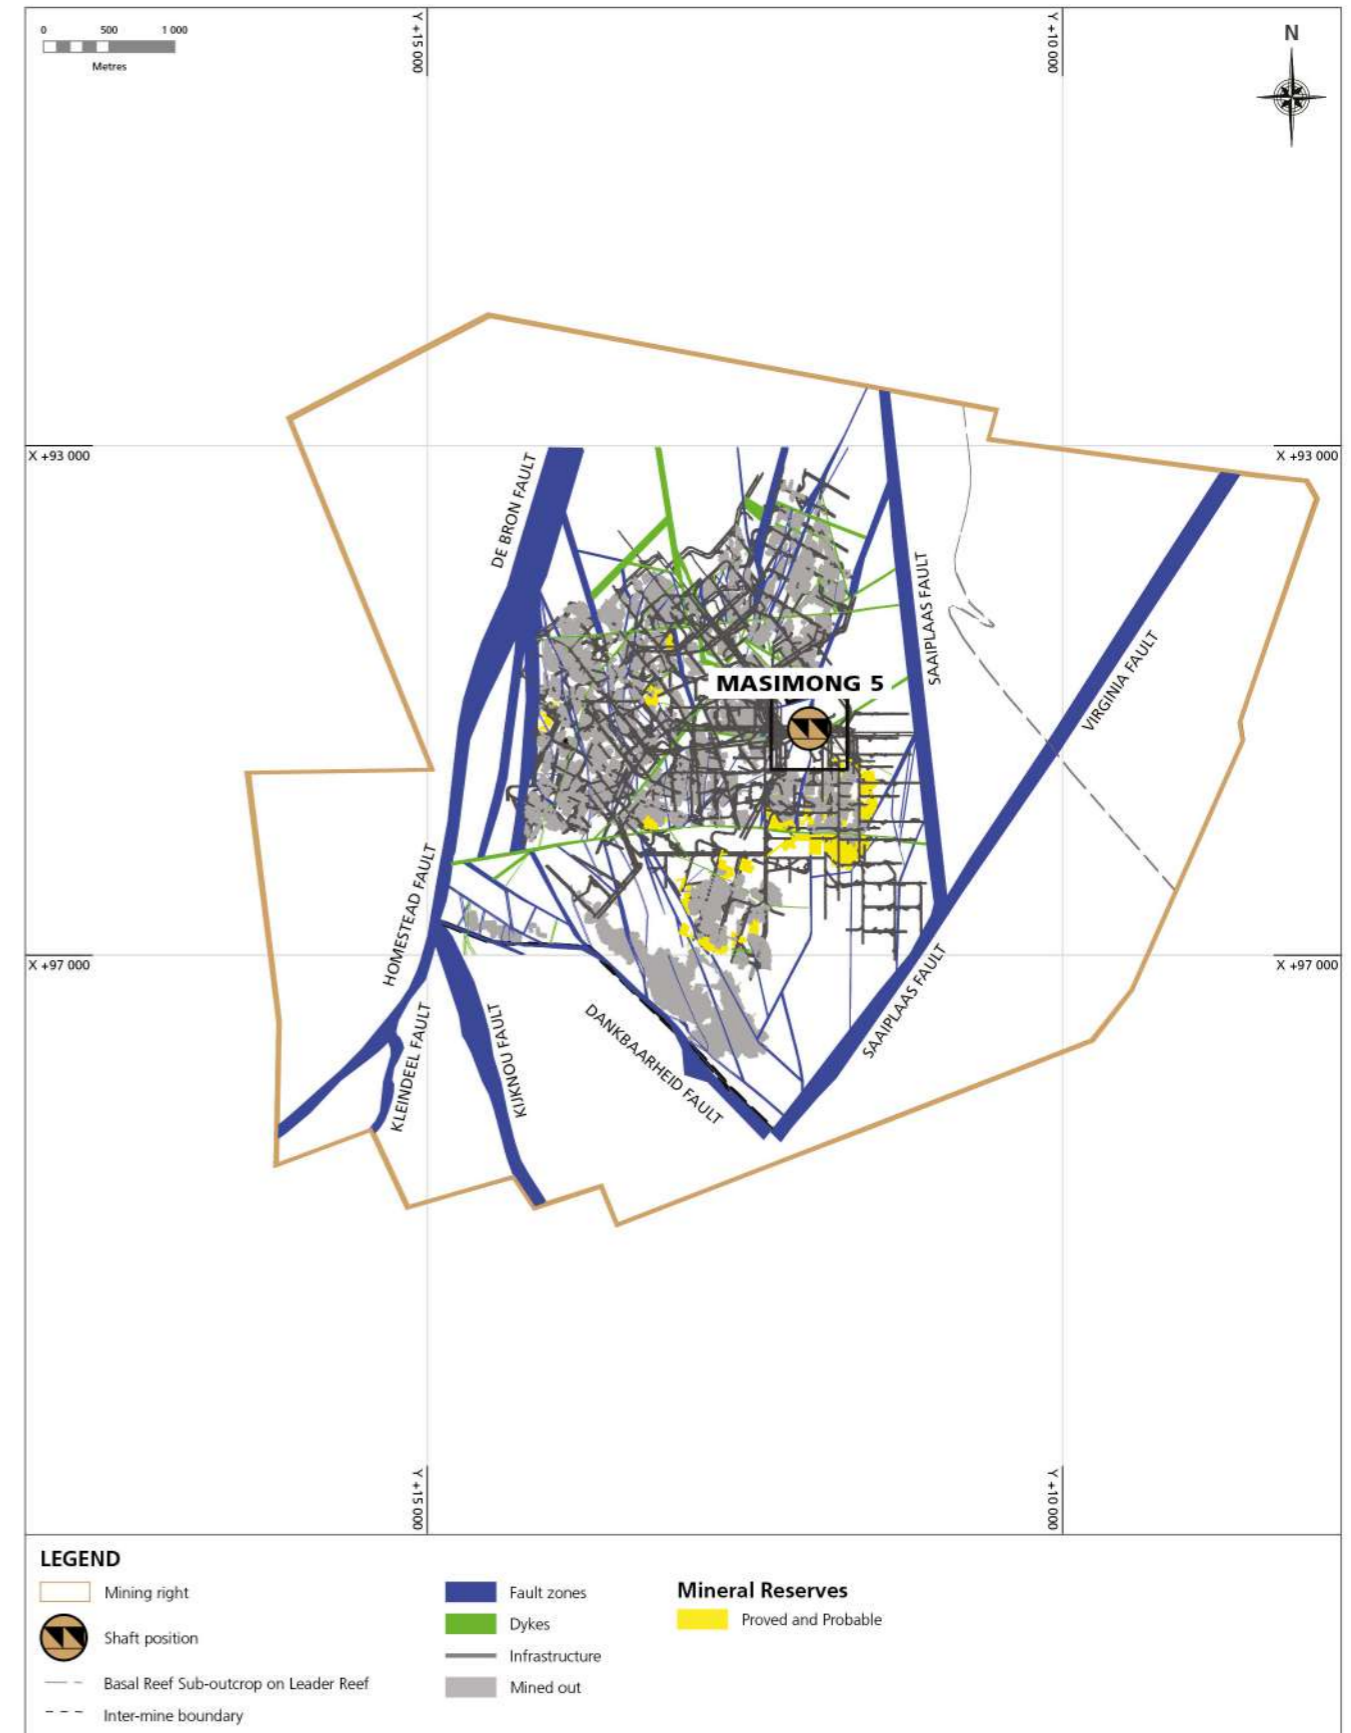 0 500 1 000
Metres
Y +15 000
Y +10 000
N
X +93 000
X +93 000
DE BRON FAULT
SAAIPLAAS FAULT
VIRGINIA FAULT
MASIMONG 5
HOMESTEAD FAULT
X +97 000
X +97 000
KLEINDEEL FAULT
KIJKNOU FAULT
DANKBAARHEID FAULT
SAAIPLAAS FAULT
Y +15 000
Y +10 000
LEGEND
Mining right
Shaft position
Basal Reef Sub-outcrop on Leader Reef
Inter-mine boundary
Fault zones
Dykes
Infrastructure
Mined out
Mineral Reserves
Proved and Probable